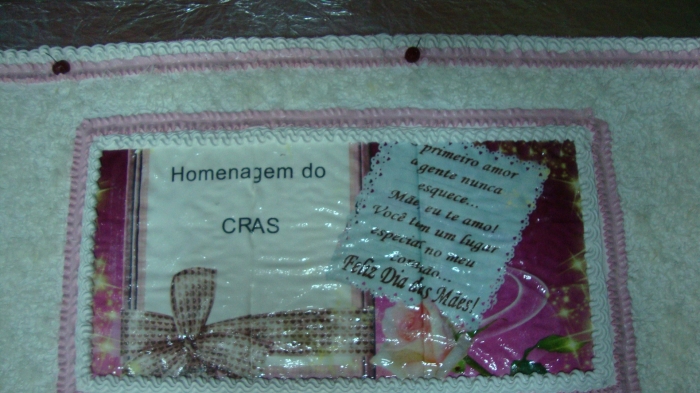 Homenagem do
CRAS
primeiro amor
agente nunca
esquece...
Mãe, eu te amo!
Você tem um lugar
especial no meu
coração...
Feliz Dia das Mães!